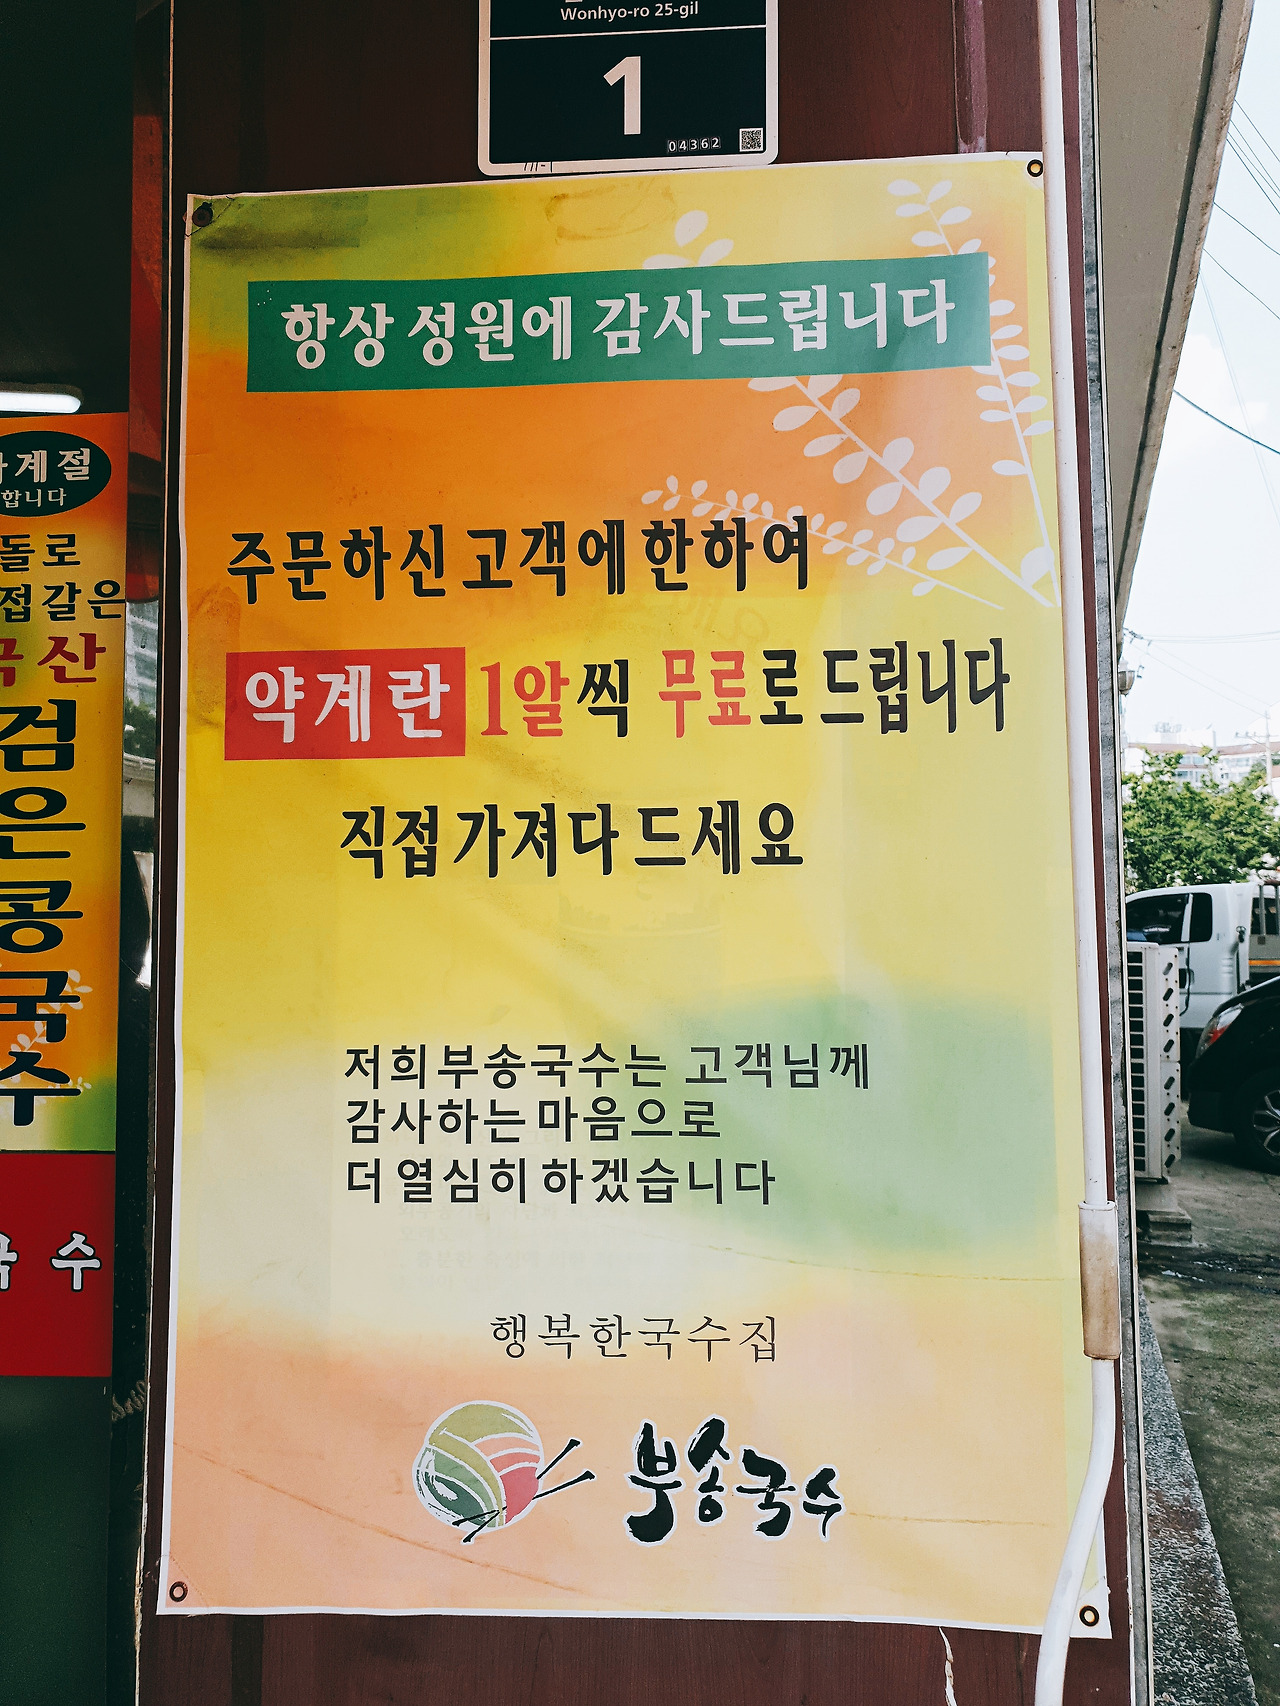 Wonhyo-ro 25-gil
1
04362
항상 성원에 감사드립니다
주문하신 고객에 한하여
약계란 1알씩 무료로 드립니다
직접 가져다 드세요
저희 부송국수는 고객님께
감사하는 마음으로
더 열심히 하겠습니다
행복한국수집
부송국수
계절
합니다
돌로
접갈은
산
검은콩국수
수